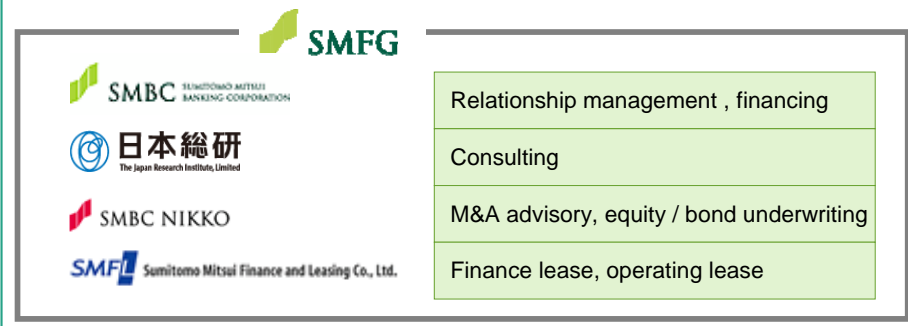 SMFG
SMBC SUMITOMO MITSUI BANKING CORPORATION
Relationship management , financing
日本総研
The Japan Research Institute, Limited
Consulting
SMBC NIKKO
M&A advisory, equity / bond underwriting
SMFL Sumitomo Mitsui Finance and Leasing Co., Ltd.
Finance lease, operating lease